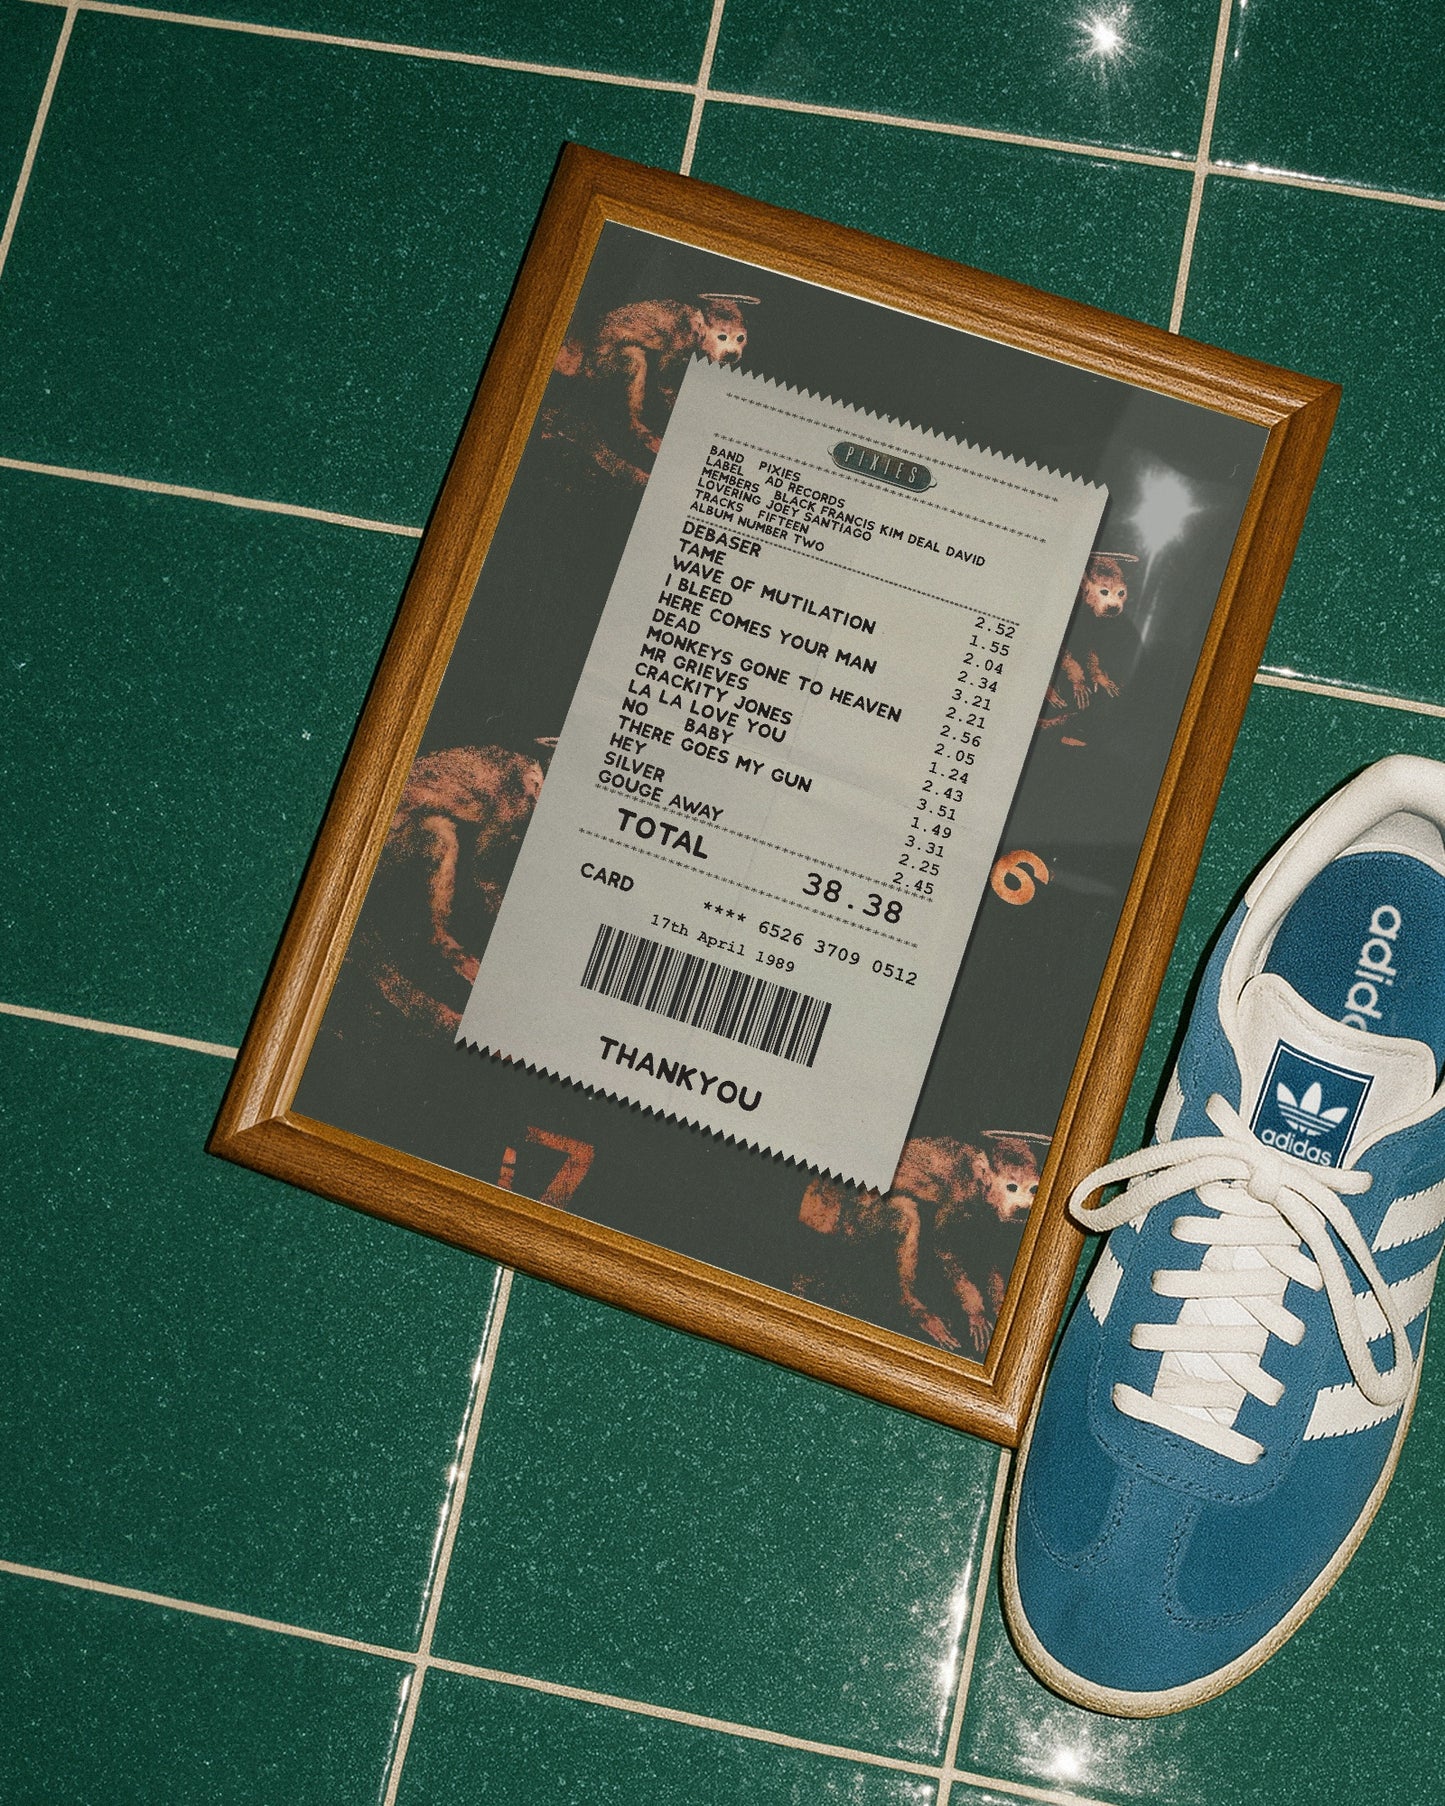 ****************************************
PIXIES
****************************************
BAND PIXIES
LABEL AD RECORDS
MEMBERS BLACK FRANCIS KIM DEAL DAVID
LOVERING JOEY SANTIAGO
TRACKS FIFTEEN
ALBUM NUMBER TWO
DEBASER 2.52
TAME 1.55
WAVE OF MUTILATION 2.04
I BLEED 2.34
HERE COMES YOUR MAN 3.21
DEAD 2.21
MONKEYS GONE TO HEAVEN 2.56
MR GRIEVES 2.05
CRACKITY JONES 1.24
LA LA LOVE YOU 2.43
NO BABY 3.51
THERE GOES MY GUN 1.49
HEY 3.31
SILVER 2.25
GOUGE AWAY 2.45
TOTAL 38.38
CARD **** 6526 3709 0512
17th April 1989
THANKYOU
6
7
adidas
adidas